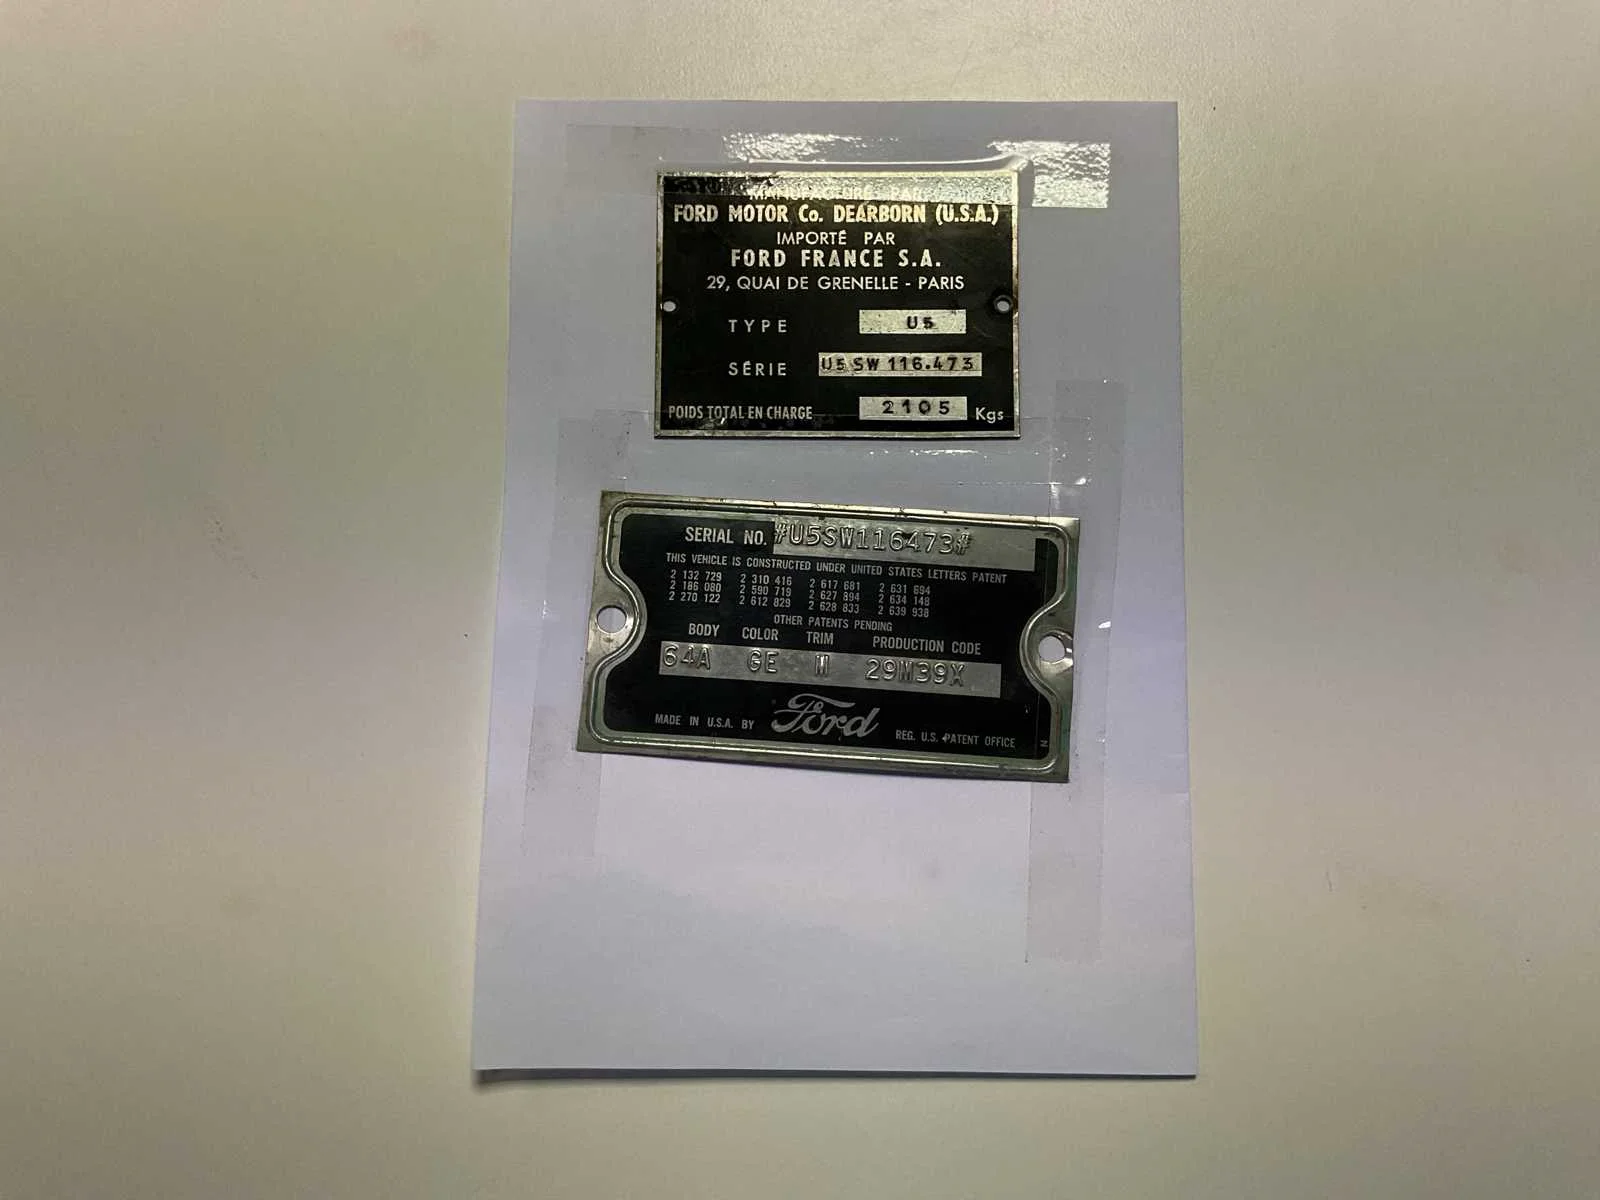 MANUFACTURÉ PAR
FORD MOTOR Co. DEARBORN (U.S.A.)
IMPORTÉ PAR
FORD FRANCE S.A.
29, QUAI DE GRENELLE - PARIS
TYPE U5
SÉRIE U5 SW 116.473
POIDS TOTAL EN CHARGE 2105 Kgs
SERIAL NO. #U5SW116473#
THIS VEHICLE IS CONSTRUCTED UNDER UNITED STATES LETTERS PATENT
2 132 729 2 310 416 2 617 681 2 631 694
2 186 080 2 590 719 2 627 894 2 634 148
2 270 122 2 612 829 2 628 833 2 639 938
OTHER PATENTS PENDING
BODY COLOR TRIM PRODUCTION CODE
64A GE M 29M39X
MADE IN U.S.A. BY Ford REG. U.S. PATENT OFFICE
N